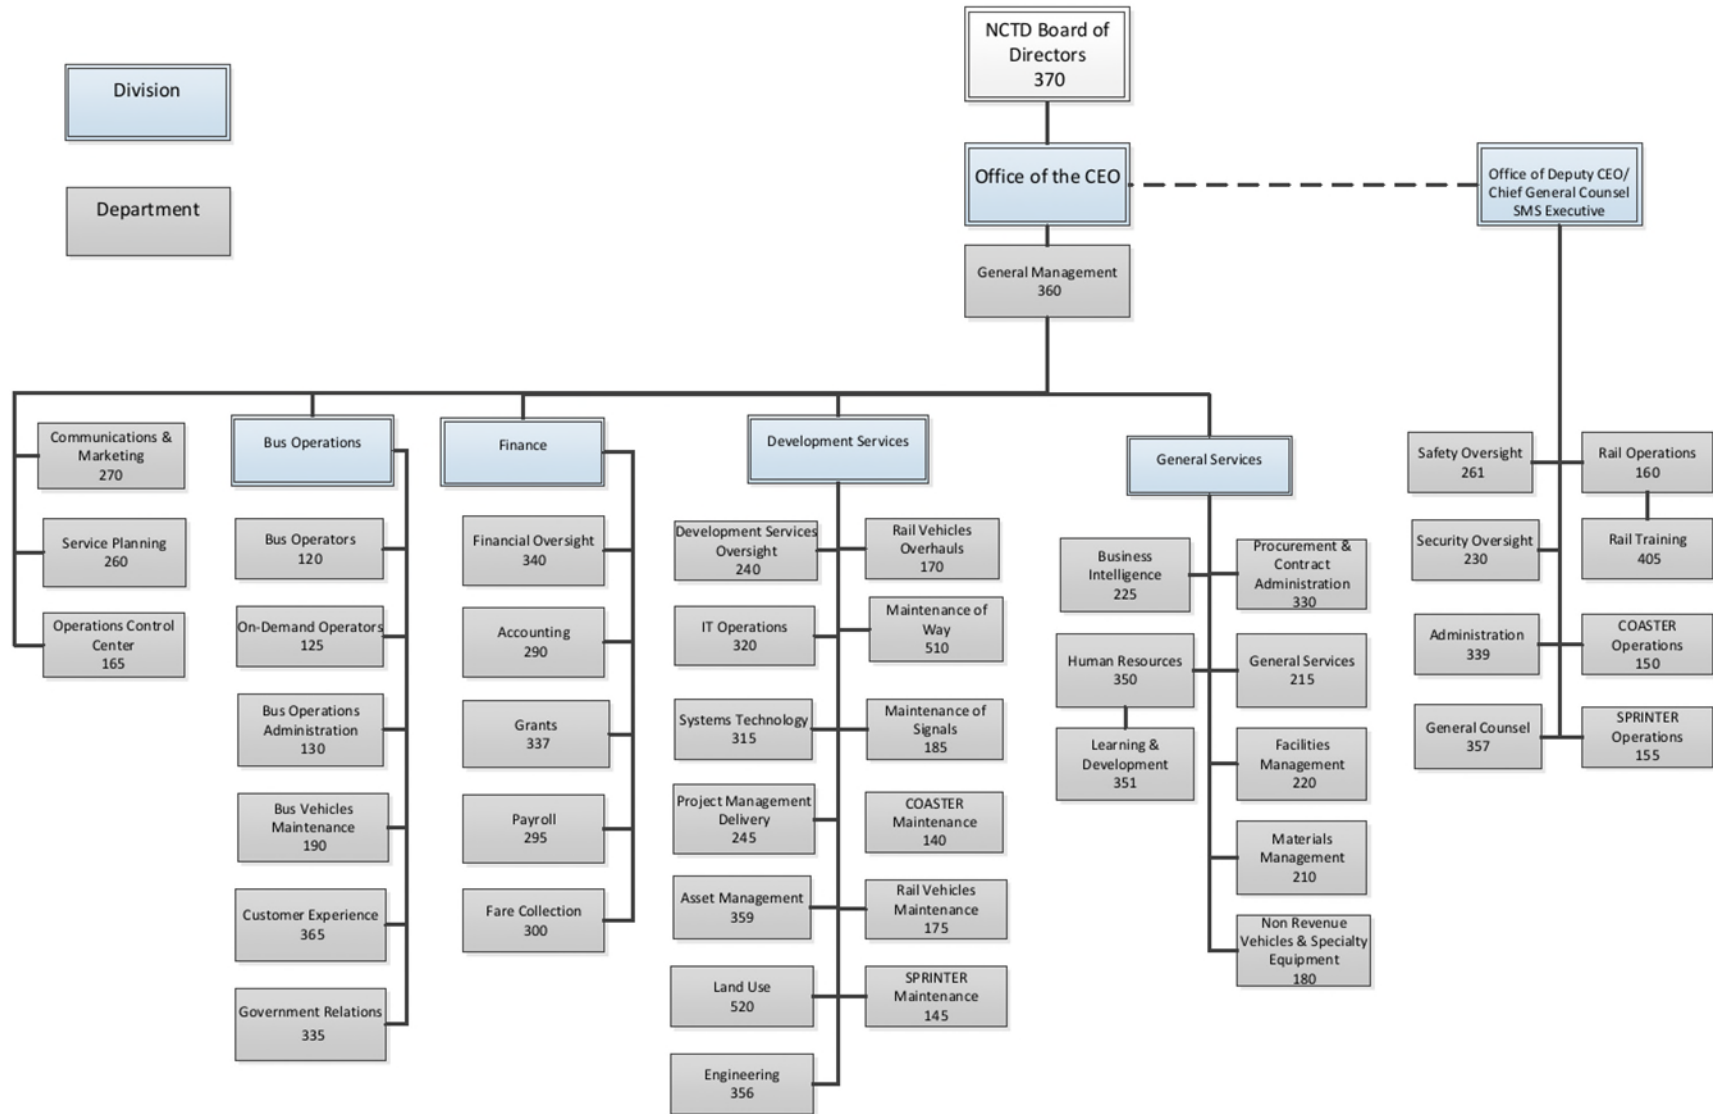 Division
Department
NCTD Board of
Directors
370
Office of the CEO
Office of Deputy CEO/
Chief General Counsel
SMS Executive
General Management
360
Communications &
Marketing
270
Service Planning
260
Operations Control
Center
165
Bus Operations
Bus Operators
120
On-Demand Operators
125
Bus Operations
Administration
130
Bus Vehicles
Maintenance
190
Customer Experience
365
Government Relations
335
Finance
Financial Oversight
340
Accounting
290
Grants
337
Payroll
295
Fare Collection
300
Development Services
Development Services
Oversight
240
IT Operations
320
Systems Technology
315
Project Management
Delivery
245
Asset Management
359
Land Use
520
Engineering
356
Rail Vehicles
Overhauls
170
Maintenance of
Way
510
Maintenance of
Signals
185
COASTER
Maintenance
140
Rail Vehicles
Maintenance
175
SPRINTER
Maintenance
145
General Services
Business
Intelligence
225
Human Resources
350
Learning &
Development
351
Procurement &
Contract
Administration
330
General Services
215
Facilities
Management
220
Materials
Management
210
Non Revenue
Vehicles & Specialty
Equipment
180
Safety Oversight
261
Security Oversight
230
Administration
339
General Counsel
357
Rail Operations
160
Rail Training
405
COASTER
Operations
150
SPRINTER
Operations
155